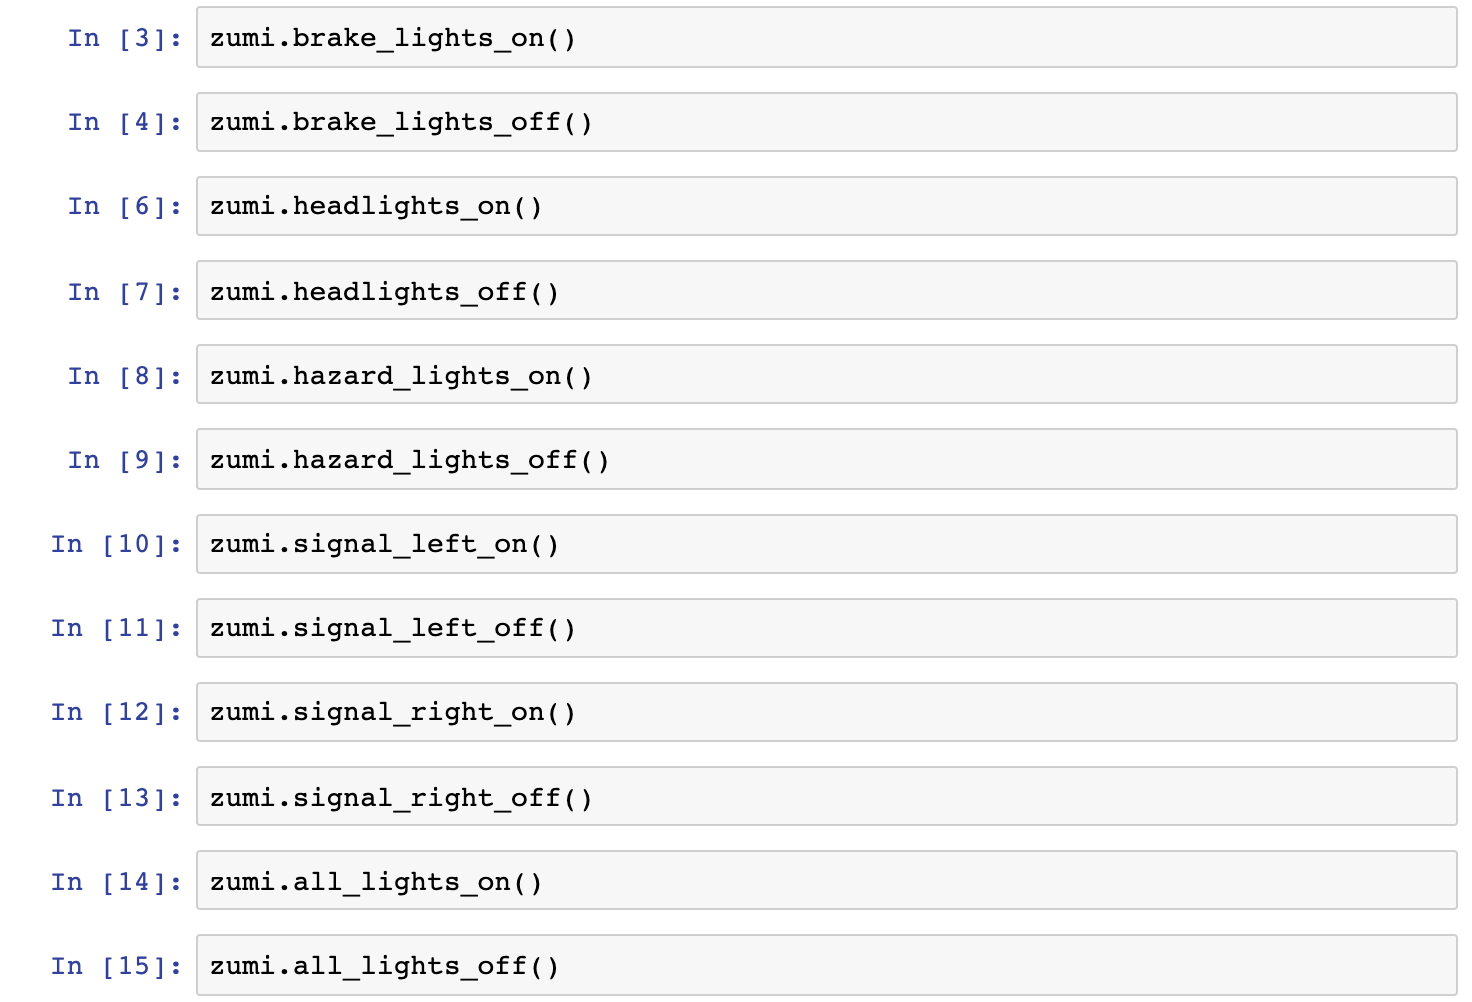 In [3]: zumi.brake_lights_on()
In [4]: zumi.brake_lights_off()
In [6]: zumi.headlights_on()
In [7]: zumi.headlights_off()
In [8]: zumi.hazard_lights_on()
In [9]: zumi.hazard_lights_off()
In [10]: zumi.signal_left_on()
In [11]: zumi.signal_left_off()
In [12]: zumi.signal_right_on()
In [13]: zumi.signal_right_off()
In [14]: zumi.all_lights_on()
In [15]: zumi.all_lights_off()